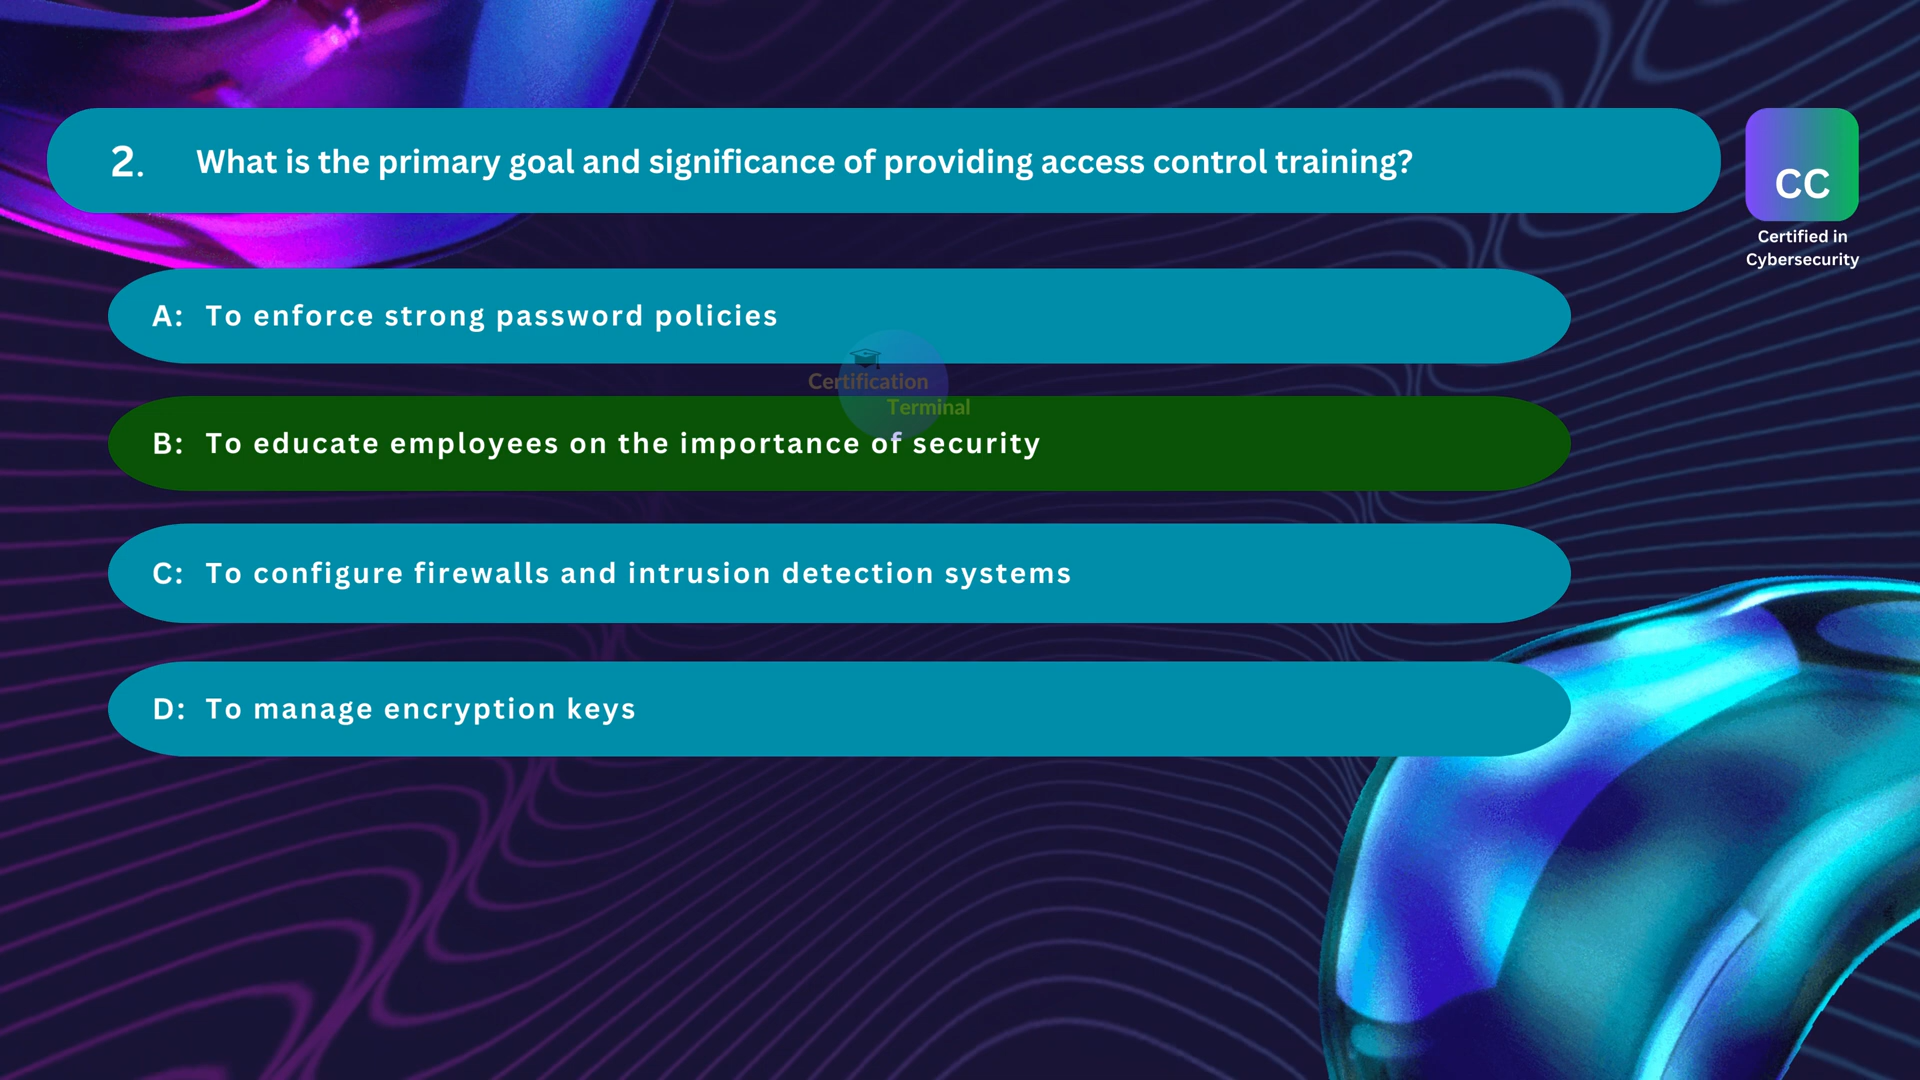 2. What is the primary goal and significance of providing access control training?
CC
Certified in
Cybersecurity
A: To enforce strong password policies
Certification
Terminal
B: To educate employees on the importance of security
C: To configure firewalls and intrusion detection systems
D: To manage encryption keys